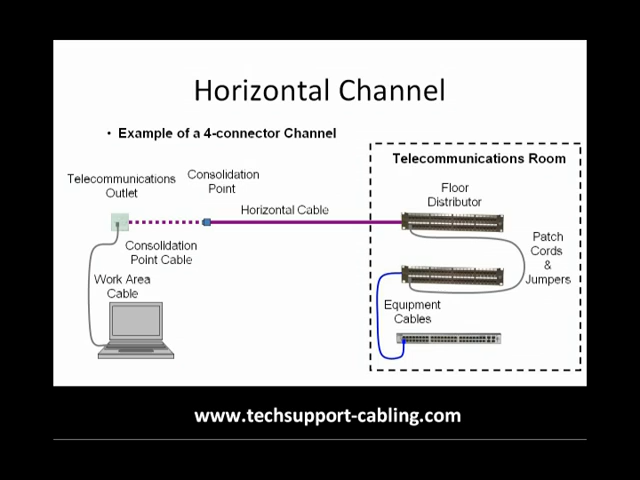 Horizontal Channel
• Example of a 4-connector Channel
Telecommunications Room
Telecommunications
Outlet
Consolidation
Point
Horizontal Cable
Floor
Distributor
Consolidation
Point Cable
Patch
Cords
&
Jumpers
Work Area
Cable
Equipment
Cables
www.techsupport-cabling.com